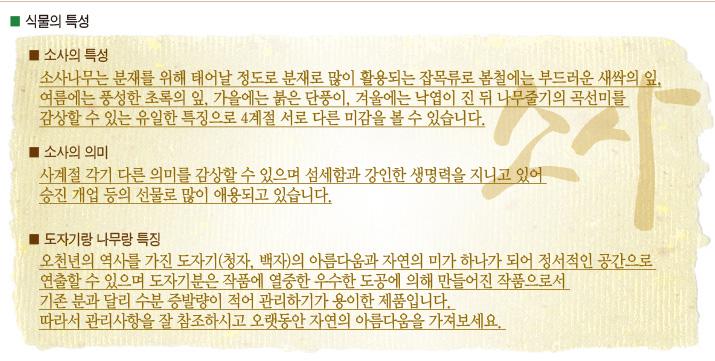 ■ 식물의 특성
■ 소사의 특성
소사나무는 분재를 위해 태어날 정도로 분재로 많이 활용되는 잡목류로 봄철에는 부드러운 새싹의 잎,
여름에는 풍성한 초록의 잎, 가을에는 붉은 단풍이, 겨울에는 낙엽이 진 뒤 나무줄기의 곡선미를
감상할 수 있는 유일한 특징으로 4계절 서로 다른 미감을 볼 수 있습니다.
소사
■ 소사의 의미
사계절 각기 다른 의미를 감상할 수 있으며 섬세함과 강인한 생명력을 지니고 있어
승진 개업 등의 선물로 많이 애용되고 있습니다.
■ 도자기랑 나무랑 특징
오천년의 역사를 가진 도자기(청자, 백자)의 아름다움과 자연의 미가 하나가 되어 정서적인 공간으로
연출할 수 있으며 도자기분은 작품에 열중한 우수한 도공에 의해 만들어진 작품으로서
기존 분과 달리 수분 증발량이 적어 관리하기가 용이한 제품입니다.
따라서 관리사항을 잘 참조하시고 오랫동안 자연의 아름다움을 가져보세요.